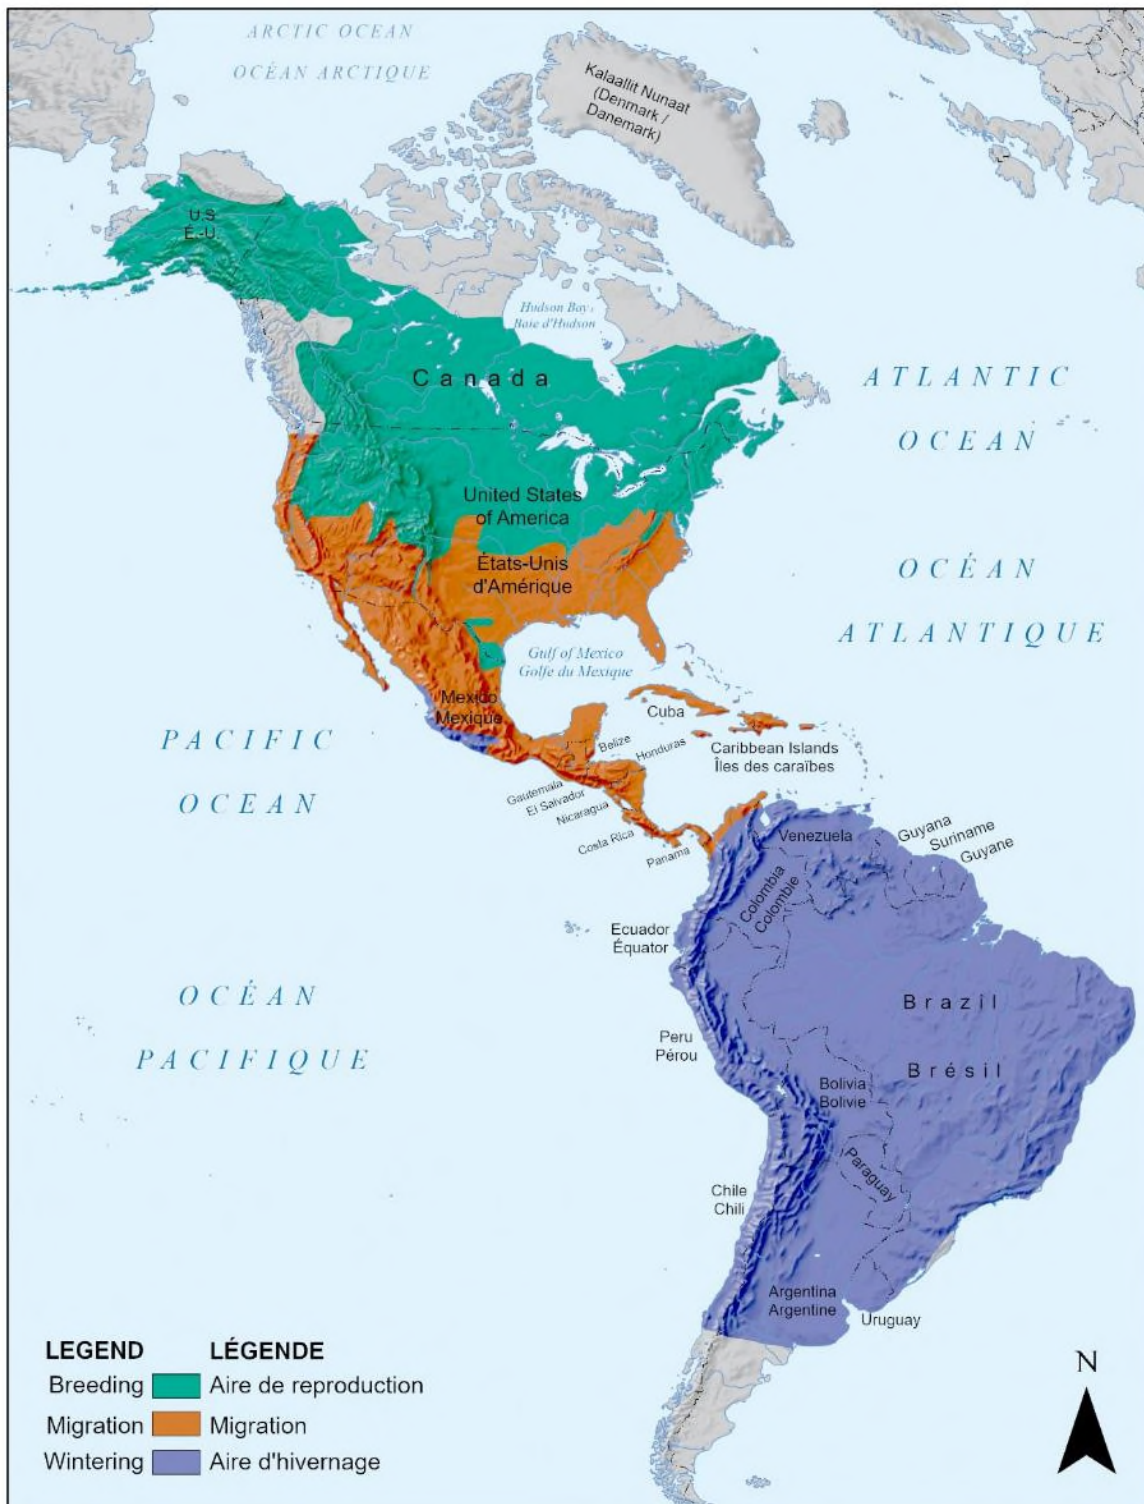 ARCTIC OCEAN
OCÉAN ARCTIQUE
Kalaallit Nunaat
(Denmark /
Danemark)
U.S
É.-U.
Hudson Bay
Baie d'Hudson
Canada
ATLANTIC
OCEAN
United States
of America
États-Unis
d'Amérique
OCÉAN
ATLANTIQUE
Gulf of Mexico
Golfe du Mexique
Mexico
Mexique
Cuba
PACIFIC
OCEAN
Belize
Honduras
Caribbean Islands
Îles des caraïbes
Gautemala
El Salvador
Nicaragua
Costa Rica
Panama
Venezuela
Guyana
Suriname
Guyane
Colombia
Colombie
Ecuador
Équator
OCÉAN
PACIFIQUE
Brazil
Brésil
Peru
Pérou
Bolivia
Bolivie
Paraguay
Chile
Chili
Argentina
Argentine
Uruguay
LEGEND LÉGENDE
Breeding Aire de reproduction
Migration Migration
Wintering Aire d'hivernage
N